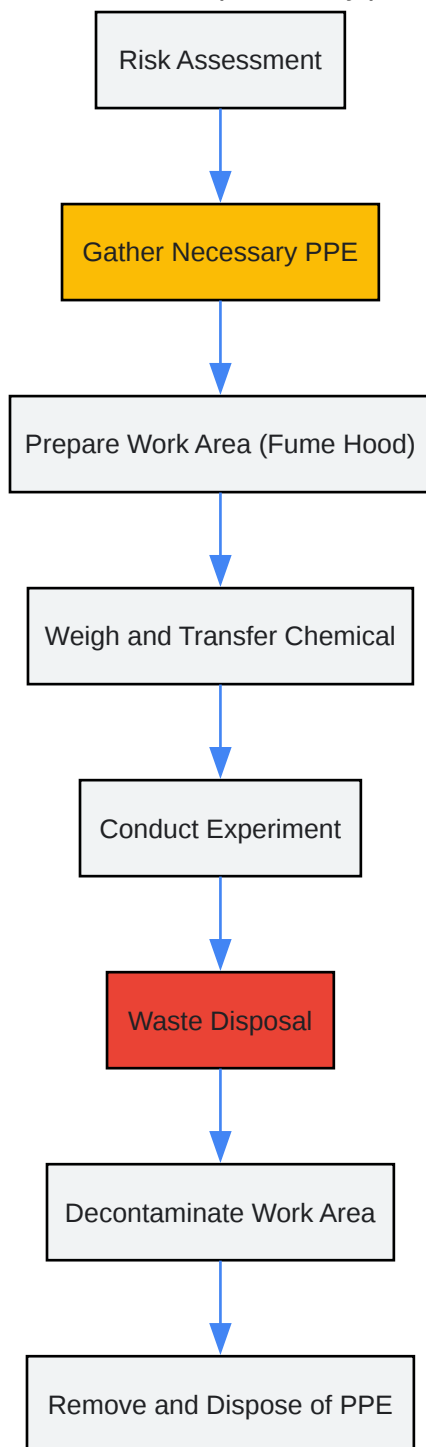 Risk Assessment
Gather Necessary PPE
Prepare Work Area (Fume Hood)
Weigh and Transfer Chemical
Conduct Experiment
Waste Disposal
Decontaminate Work Area
Remove and Dispose of PPE